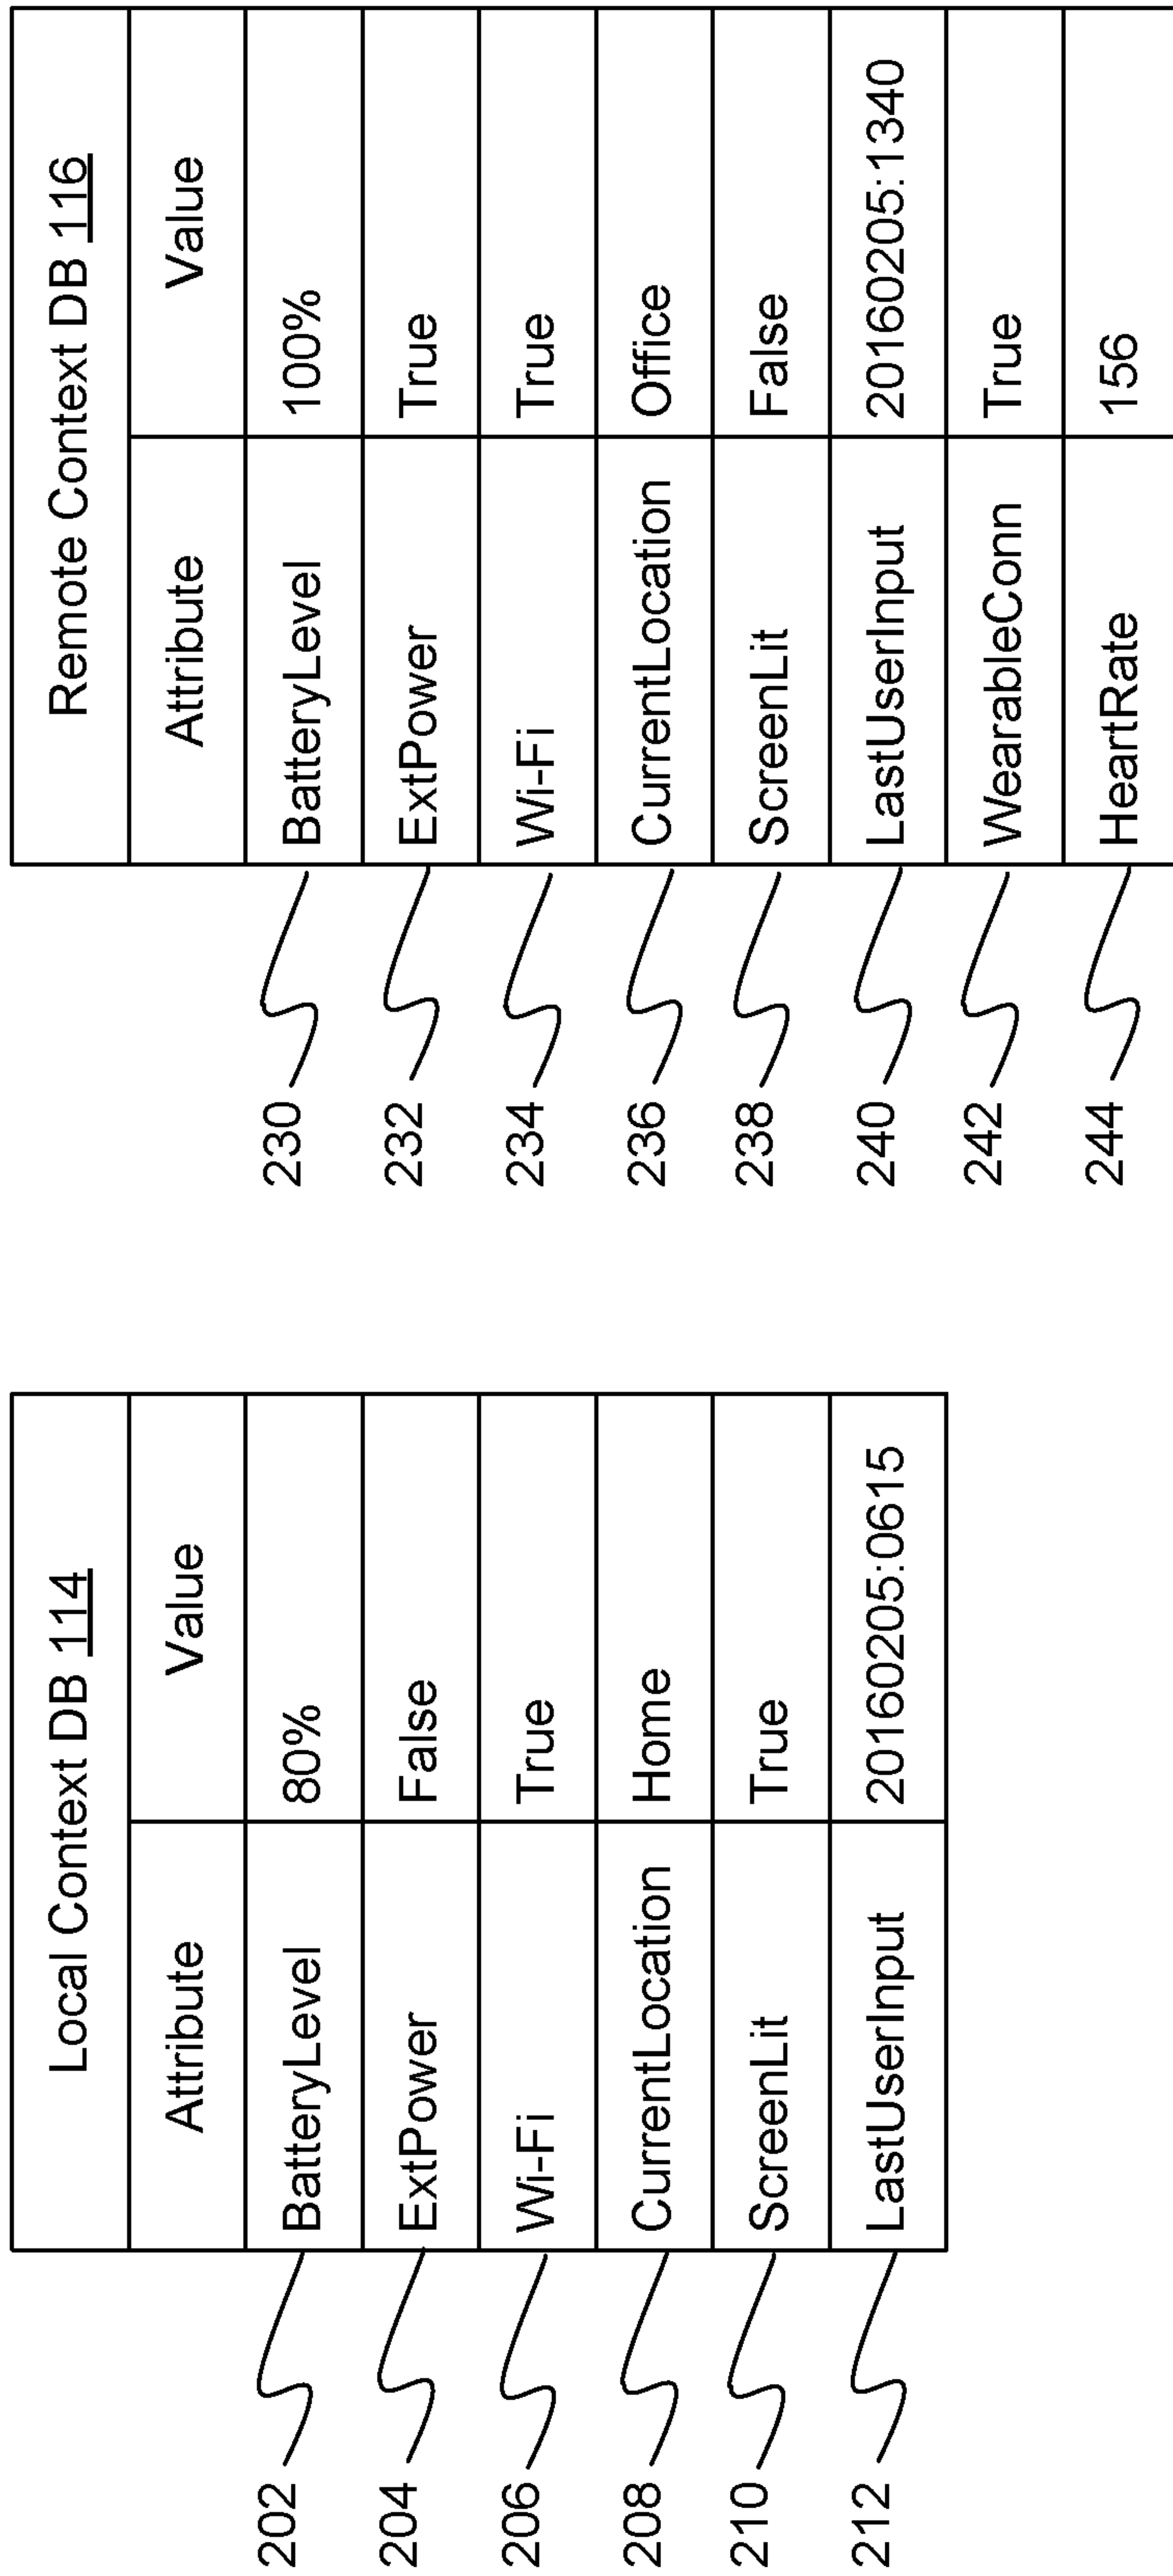 Local Context DB 114
Attribute Value
202 BatteryLevel 80%
204 ExtPower False
206 Wi-Fi True
208 CurrentLocation Home
210 ScreenLit True
212 LastUserInput 20160205:0615
Remote Context DB 116
Attribute Value
230 BatteryLevel 100%
232 ExtPower True
234 Wi-Fi True
236 CurrentLocation Office
238 ScreenLit False
240 LastUserInput 20160205:1340
242 WearableConn True
244 HeartRate 156